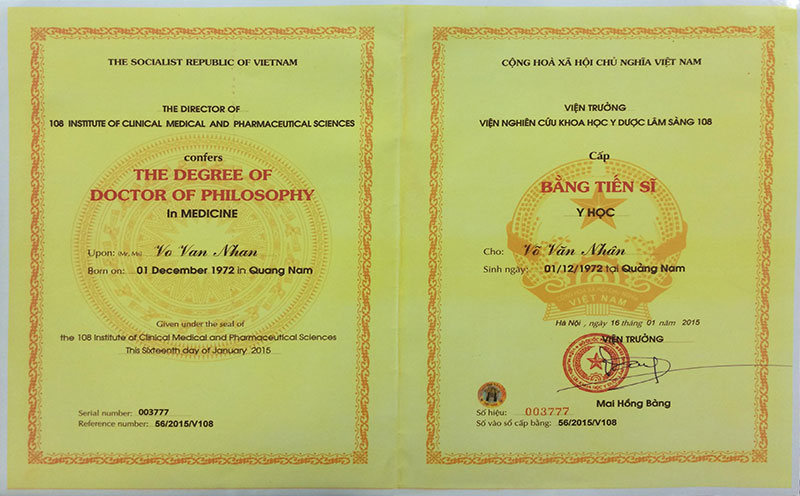 THE SOCIALIST REPUBLIC OF VIETNAM
THE DIRECTOR OF
108 INSTITUTE OF CLINICAL MEDICAL AND PHARMACEUTICAL SCIENCES
confers
THE DEGREE OF
DOCTOR OF PHILOSOPHY
In MEDICINE
Upon: (Mr, Ms) Vo Van Nhan
Born on: 01 December 1972 in Quang Nam
Given under the seal of
the 108 Institute of Clinical Medical and Pharmaceutical Sciences
This Sixteenth day of January 2015
Serial number: 003777
Reference number: 56/2015/V108
CỘNG HOÀ XÃ HỘI CHỦ NGHĨA VIỆT NAM
VIỆN TRƯỞNG
VIỆN NGHIÊN CỨU KHOA HỌC Y DƯỢC LÂM SÀNG 108
Cấp
BẰNG TIẾN SĨ
Y HỌC
Cho: Võ Văn Nhân
Sinh ngày: 01/12/1972 tại Quảng Nam
VIỆT NAM
Hà Nội, ngày 16 tháng 01 năm 2015
VIỆN TRƯỞNG
Mai Hồng Bàng
Số hiệu: 003777
Số vào sổ cấp bằng: 56/2015/V108